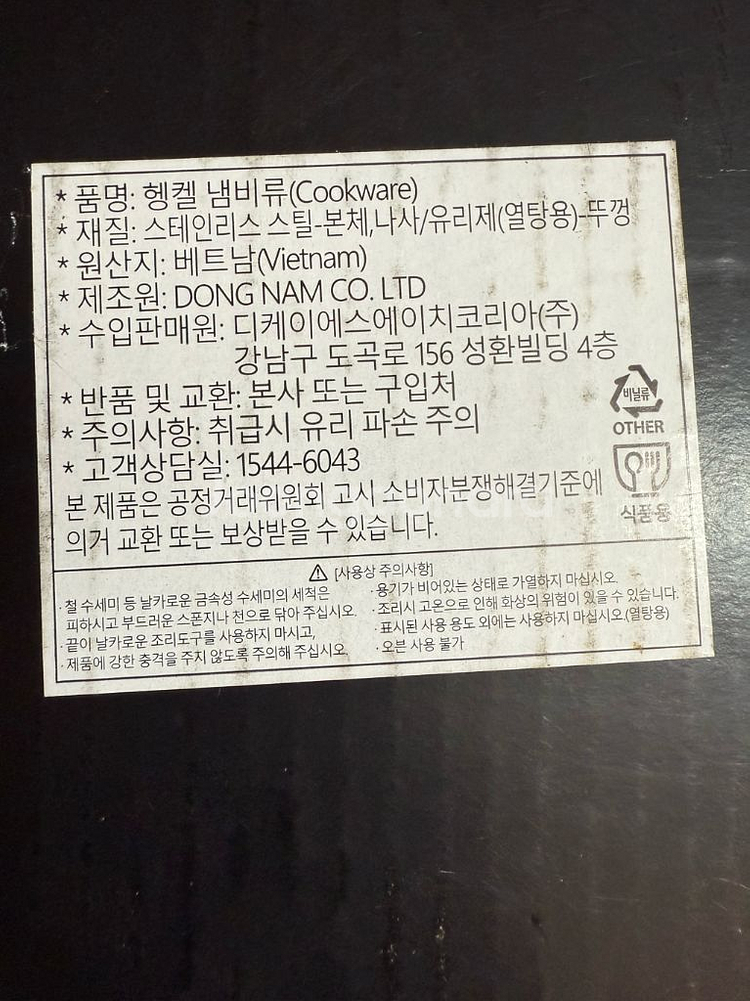 * 품명: 헹켈 냄비류(Cookware)
* 재질: 스테인리스 스틸-본체,나사/유리제(열탕용)-뚜껑
* 원산지: 베트남(Vietnam)
* 제조원: DONG NAM CO. LTD
* 수입판매원: 디케이에스에이치코리아(주)
강남구 도곡로 156 성환빌딩 4층
* 반품 및 교환: 본사 또는 구입처
* 주의사항: 취급시 유리 파손 주의
* 고객상담실: 1544-6043
본 제품은 공정거래위원회 고시 소비자분쟁해결기준에
의거 교환 또는 보상받을 수 있습니다.
비닐류
OTHER
식품용
⚠ [사용상 주의사항]
· 철 수세미 등 날카로운 금속성 수세미의 세척은
피하시고 부드러운 스폰지나 천으로 닦아 주십시오.
· 끝이 날카로운 조리도구를 사용하지 마시고,
· 제품에 강한 충격을 주지 않도록 주의해 주십시오.
· 용기가 비어있는 상태로 가열하지 마십시오.
· 조리시 고온으로 인해 화상의 위험이 있을 수 있습니다.
· 표시된 사용 용도 외에는 사용하지 마십시오.(열탕용)
· 오븐 사용 불가